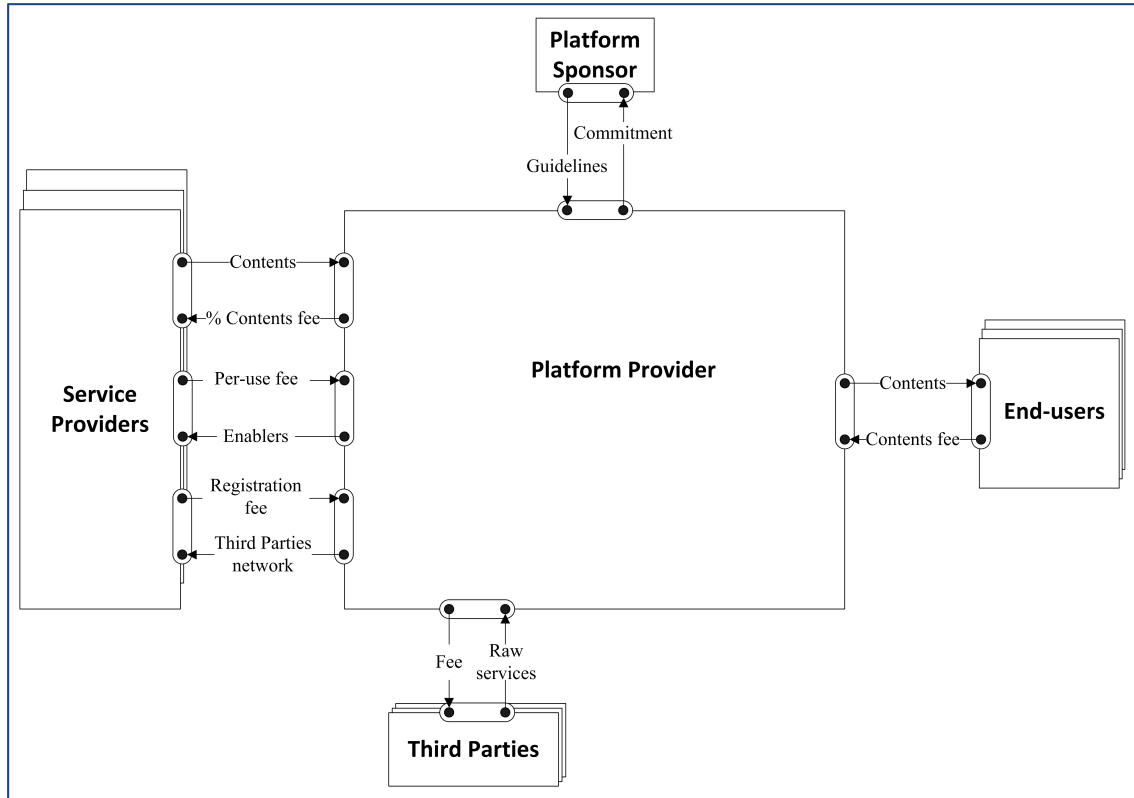 Platform
Sponsor
Commitment
Guidelines
Contents
% Contents fee
Per-use fee
Enablers
Registration
fee
Third Parties
network
Service
Providers
Platform Provider
Contents
Contents fee
End-users
Fee
Raw
services
Third Parties